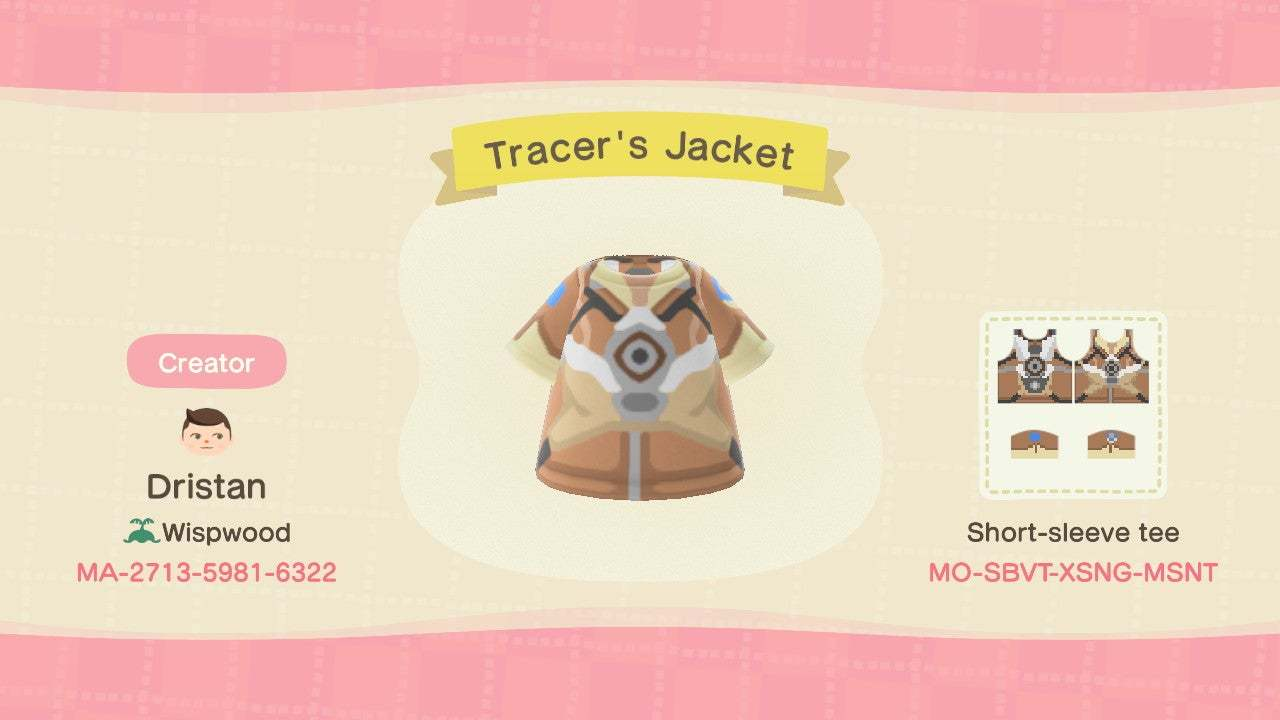 Tracer's Jacket
Creator
Dristan
Wispwood
MA-2713-5981-6322
Short-sleeve tee
MO-SBVT-XSNG-MSNT